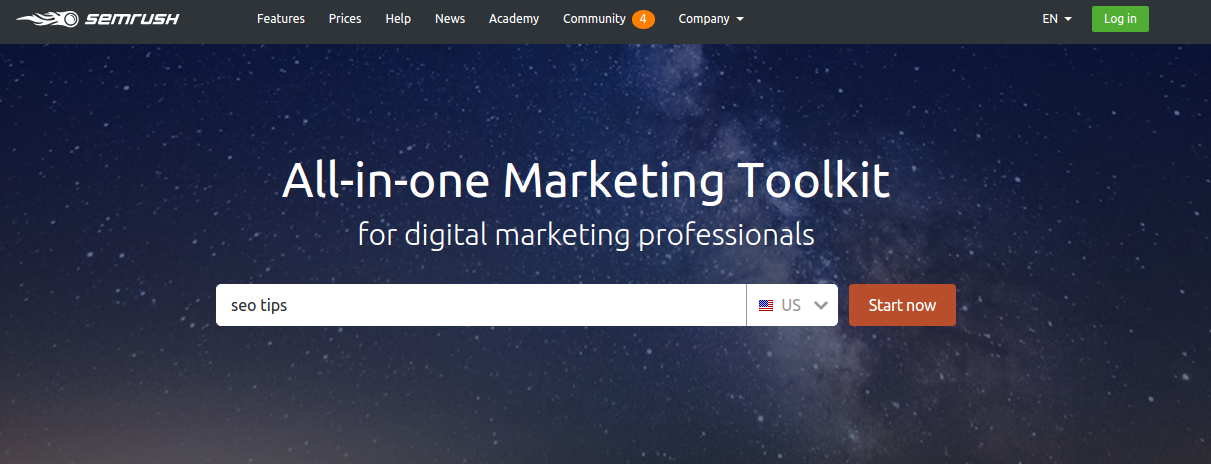 SEMRUSH Features Prices Help News Academy Community 4 Company EN Log in
All-in-one Marketing Toolkit
for digital marketing professionals
seo tips US Start now